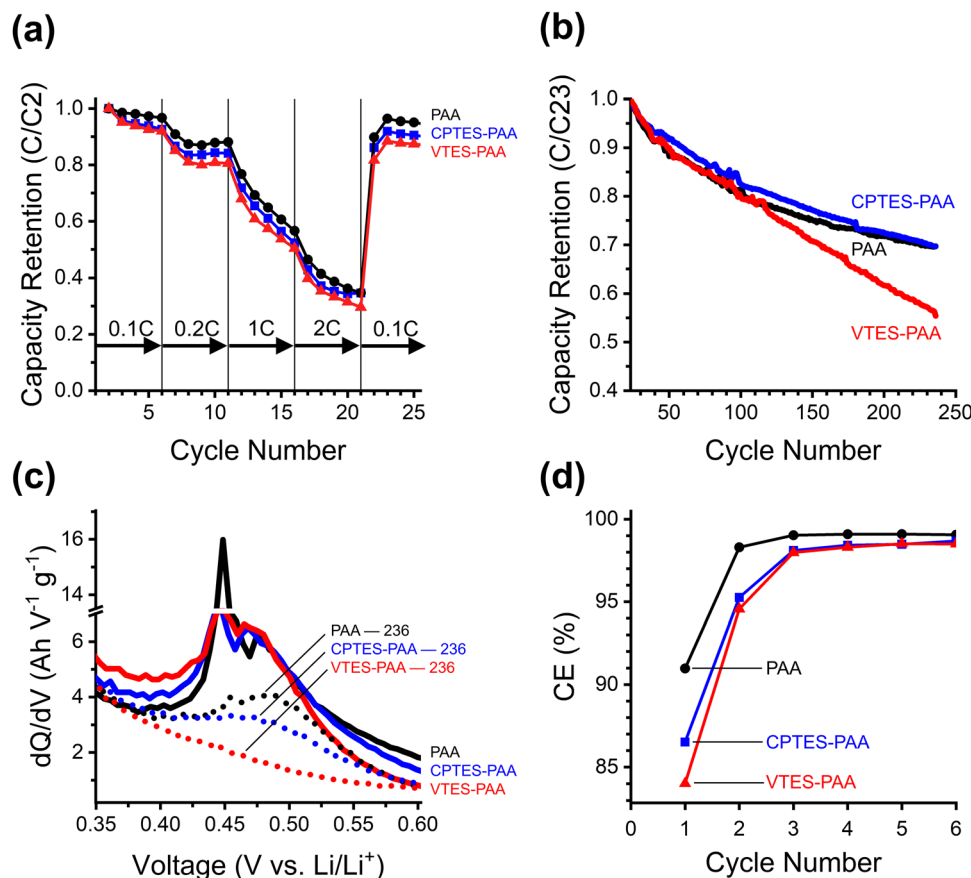 (a)
Capacity Retention (C/C2)
1.0
0.8
0.6
0.4
0.2
0.0
PAA
CPTES-PAA
VTES-PAA
0.1C 0.2C 1C 2C 0.1C
5 10 15 20 25
Cycle Number
(b)
Capacity Retention (C/C23)
1.0
0.9
0.8
0.7
0.6
0.5
0.4
CPTES-PAA
PAA
VTES-PAA
50 100 150 200 250
Cycle Number
(c)
dQ/dV (Ah V⁻¹ g⁻¹)
16
14
6
4
2
PAA — 236
CPTES-PAA — 236
VTES-PAA — 236
PAA
CPTES-PAA
VTES-PAA
0.35 0.40 0.45 0.50 0.55 0.60
Voltage (V vs. Li/Li⁺)
(d)
CE (%)
100
95
90
85
PAA
CPTES-PAA
VTES-PAA
0 1 2 3 4 5 6
Cycle Number